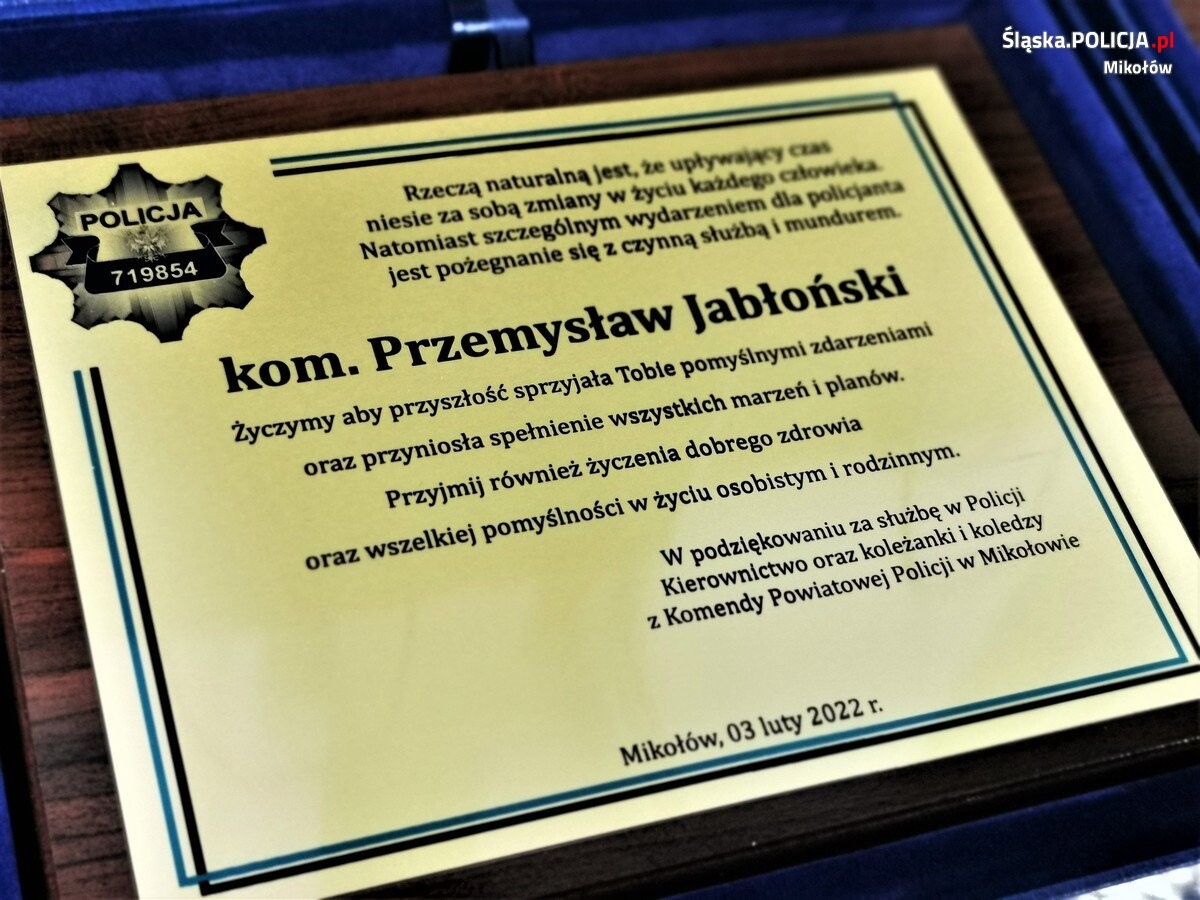 Śląska.POLICJA.pl
Mikołów
POLICJA
719854
Rzeczą naturalną jest, że upływający czas
niesie za sobą zmiany w życiu każdego człowieka.
Natomiast szczególnym wydarzeniem dla policjanta
jest pożegnanie się z czynną służbą i mundurem.
kom. Przemysław Jabłoński
Życzymy aby przyszłość sprzyjała Tobie pomyślnymi zdarzeniami
oraz przyniosła spełnienie wszystkich marzeń i planów.
Przyjmij również życzenia dobrego zdrowia
oraz wszelkiej pomyślności w życiu osobistym i rodzinnym.
W podziękowaniu za służbę w Policji
Kierownictwo oraz koleżanki i koledzy
z Komendy Powiatowej Policji w Mikołowie
Mikołów, 03 luty 2022 r.